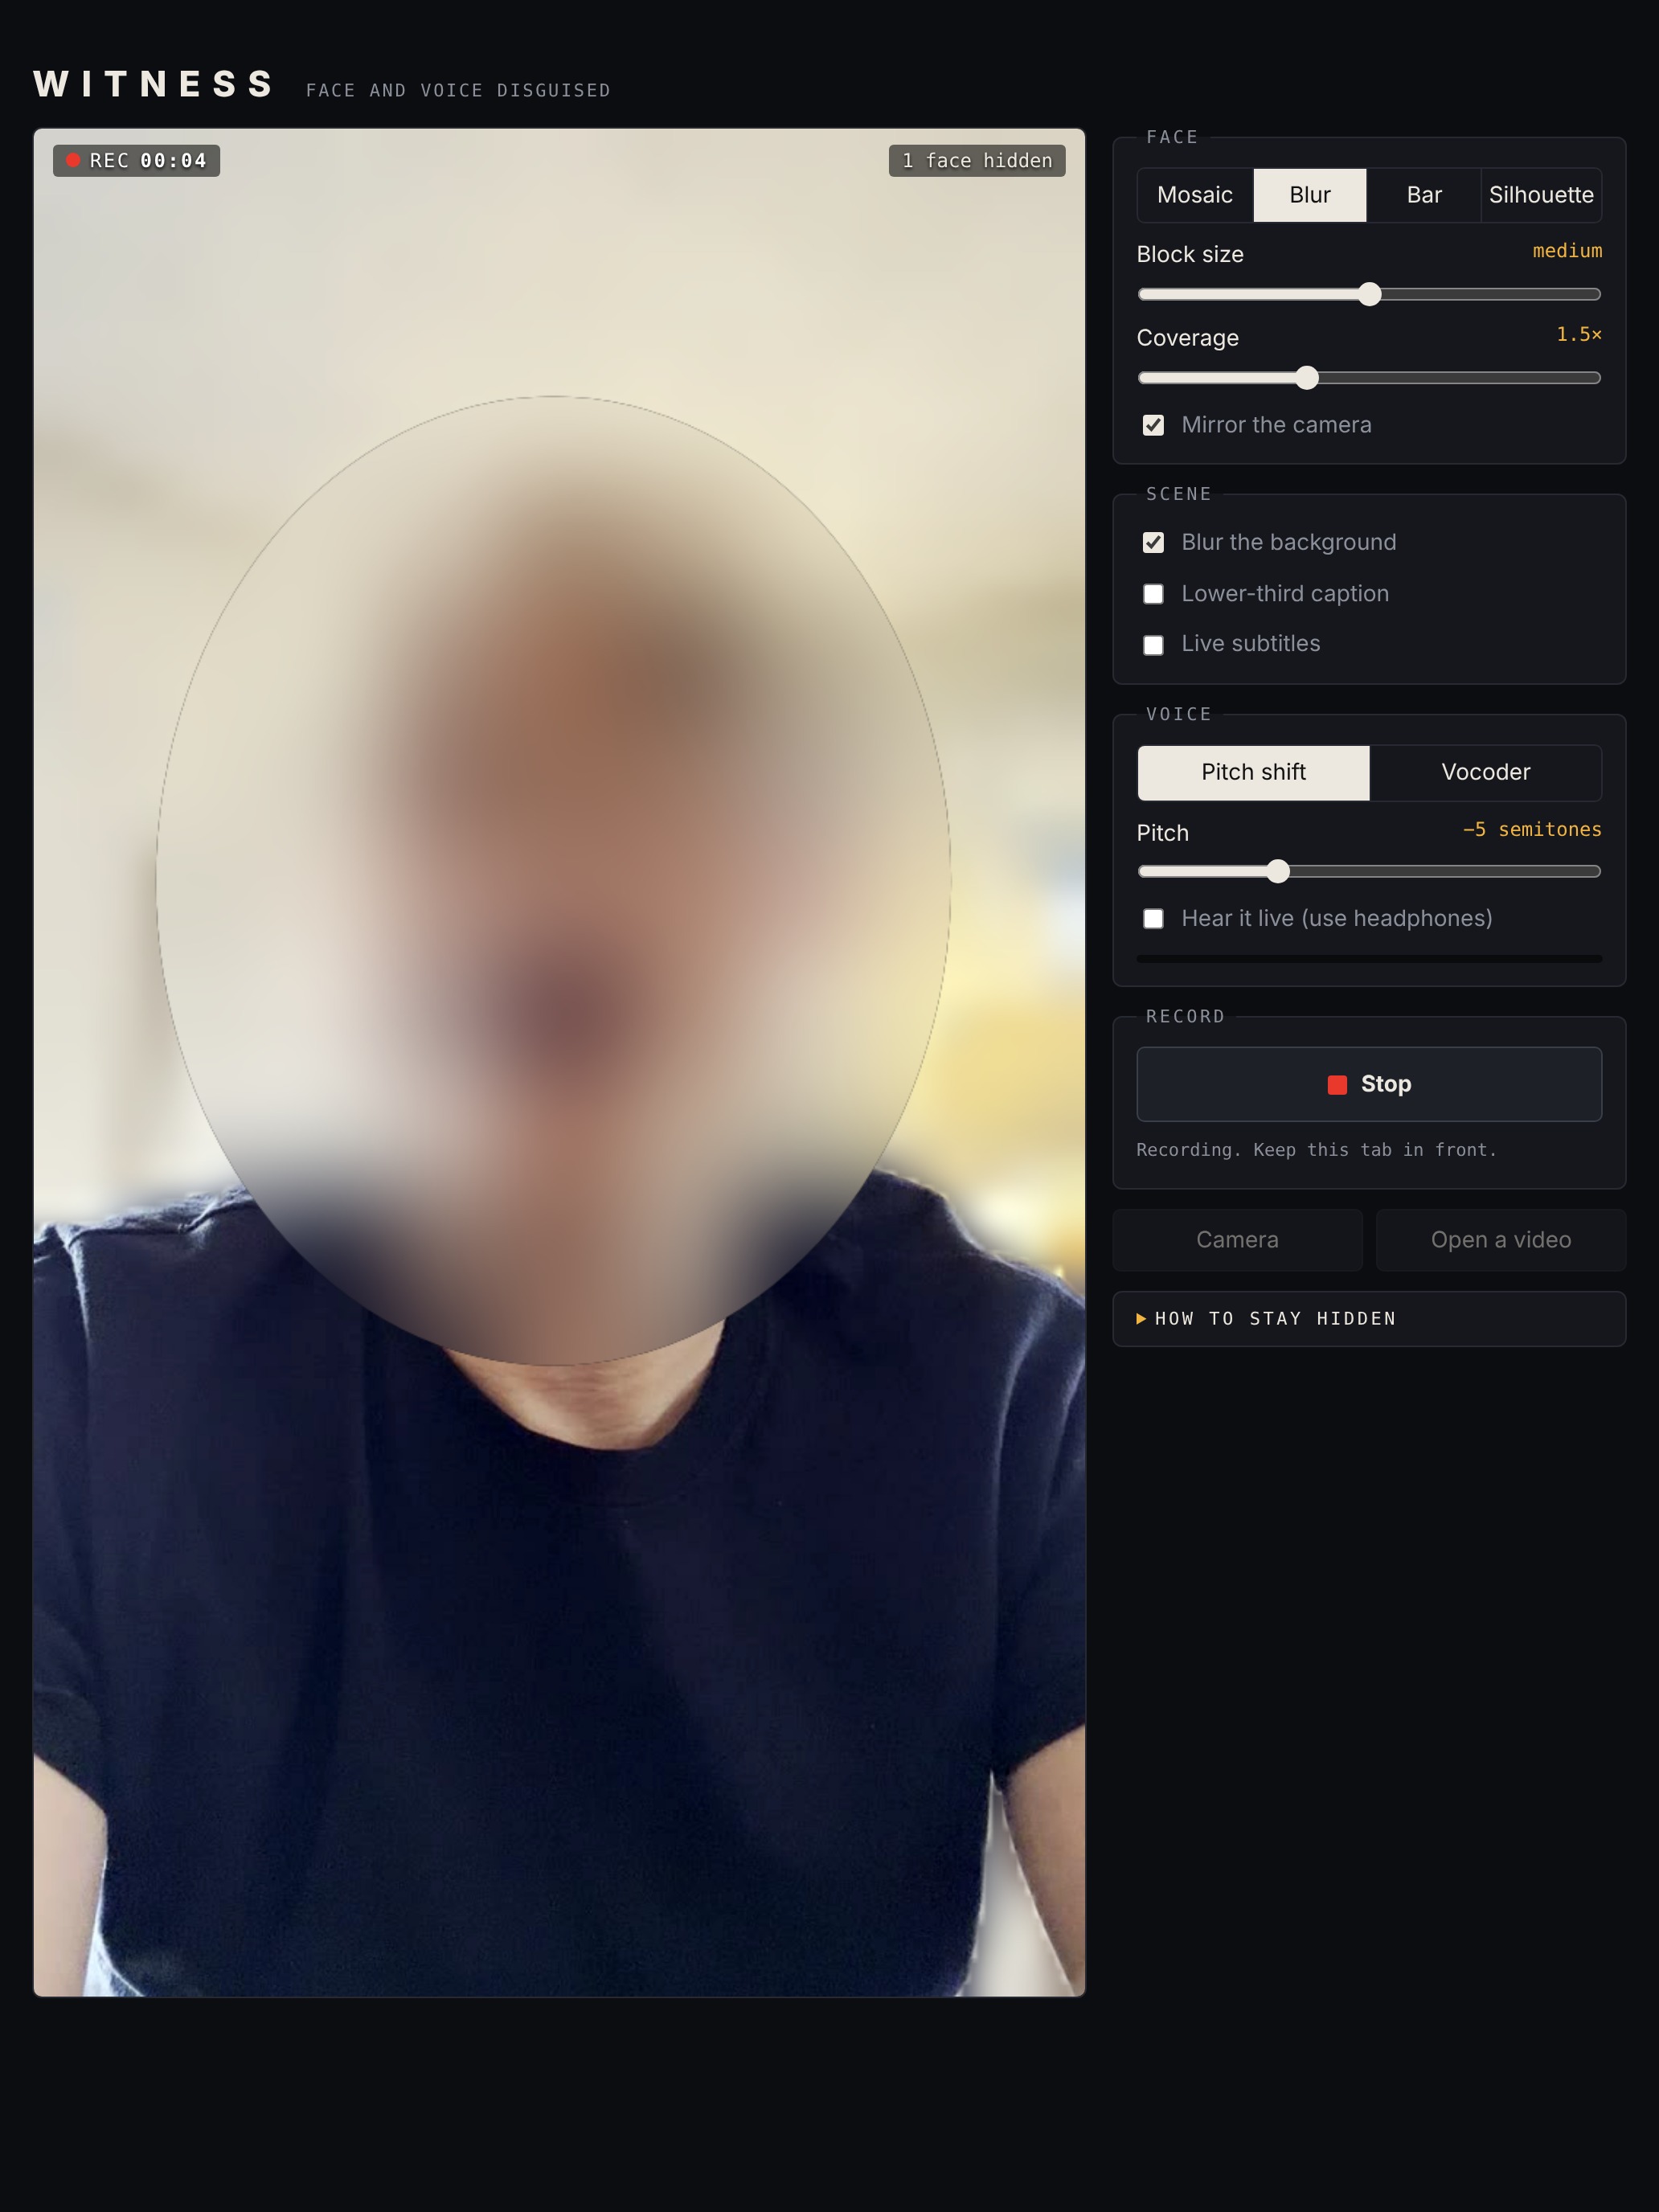 WITNESS FACE AND VOICE DISGUISED
REC 00:04
1 face hidden
FACE
Mosaic Blur Bar Silhouette
Block size medium
Coverage 1.5×
Mirror the camera
SCENE
Blur the background
Lower-third caption
Live subtitles
VOICE
Pitch shift Vocoder
Pitch −5 semitones
Hear it live (use headphones)
RECORD
Stop
Recording. Keep this tab in front.
Camera Open a video
HOW TO STAY HIDDEN